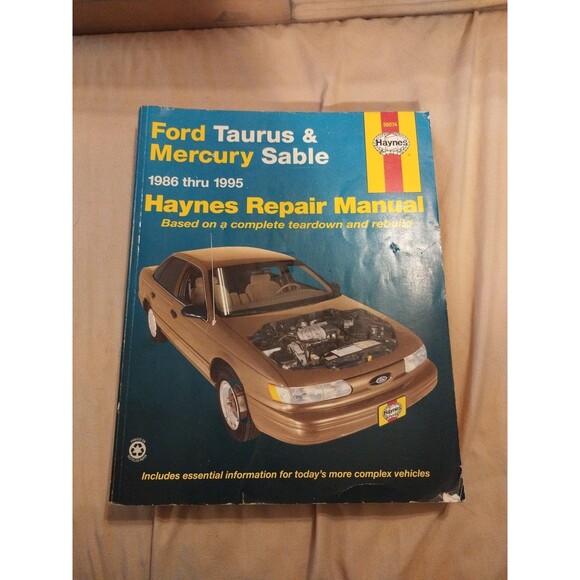 Ford Taurus &
Mercury Sable
1986 thru 1995
Haynes Repair Manual
Based on a complete teardown and rebuild
Haynes
Haynes
Includes essential information for today's more complex vehicles